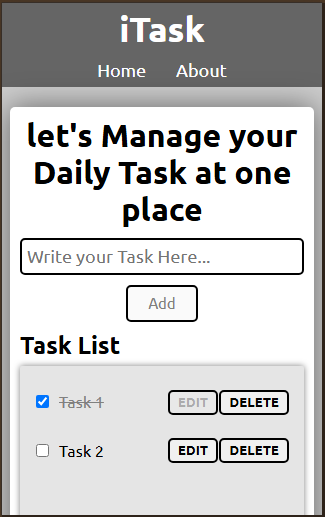 iTask
Home About
let's Manage your
Daily Task at one
place
Write your Task Here...
Add
Task List
Task 1 EDIT DELETE
Task 2 EDIT DELETE